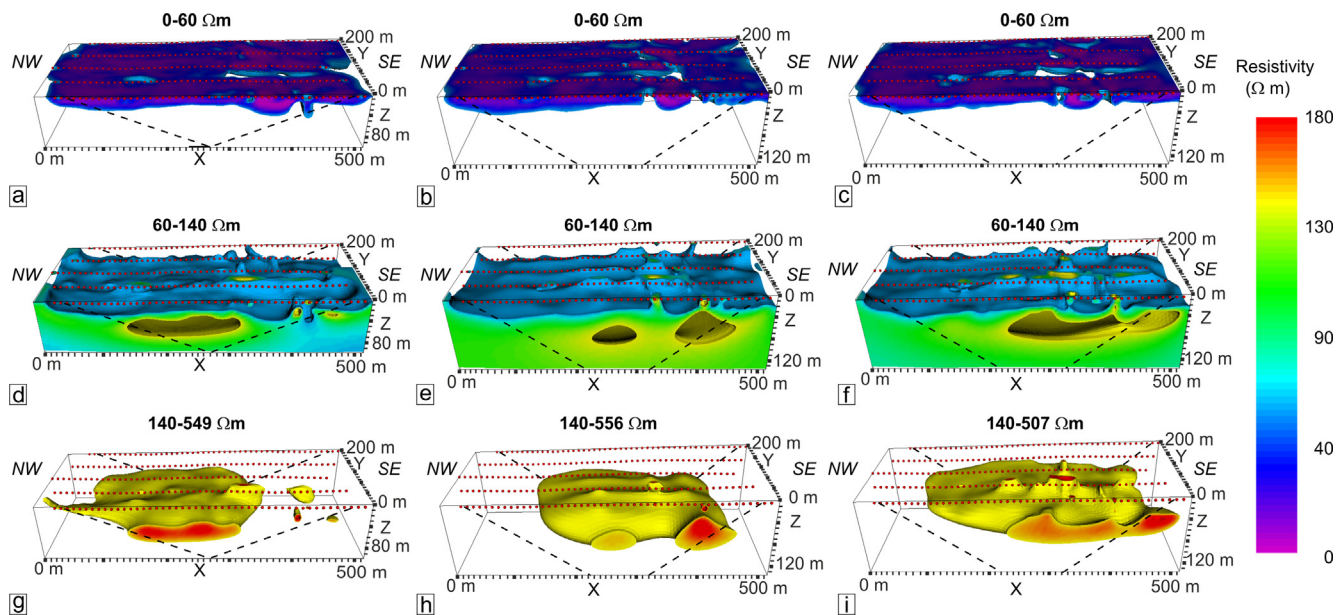 0-60 Ωm
NW
200 m
Y
SE
0 m
Z
80 m
0 m
X
500 m
a
0-60 Ωm
NW
200 m
Y
SE
0 m
Z
120 m
0 m
X
500 m
b
0-60 Ωm
NW
200 m
Y
SE
0 m
Z
120 m
0 m
X
500 m
c
60-140 Ωm
NW
200 m
Y
SE
0 m
Z
80 m
0 m
X
500 m
d
60-140 Ωm
NW
200 m
Y
SE
0 m
Z
120 m
0 m
X
500 m
e
60-140 Ωm
NW
200 m
Y
SE
0 m
Z
120 m
0 m
X
500 m
f
140-549 Ωm
NW
200 m
Y
SE
0 m
Z
80 m
0 m
X
500 m
g
140-556 Ωm
NW
200 m
Y
SE
0 m
Z
120 m
0 m
X
500 m
h
140-507 Ωm
NW
200 m
Y
SE
0 m
Z
120 m
0 m
X
500 m
i
Resistivity
(Ω m)
180
130
90
40
0